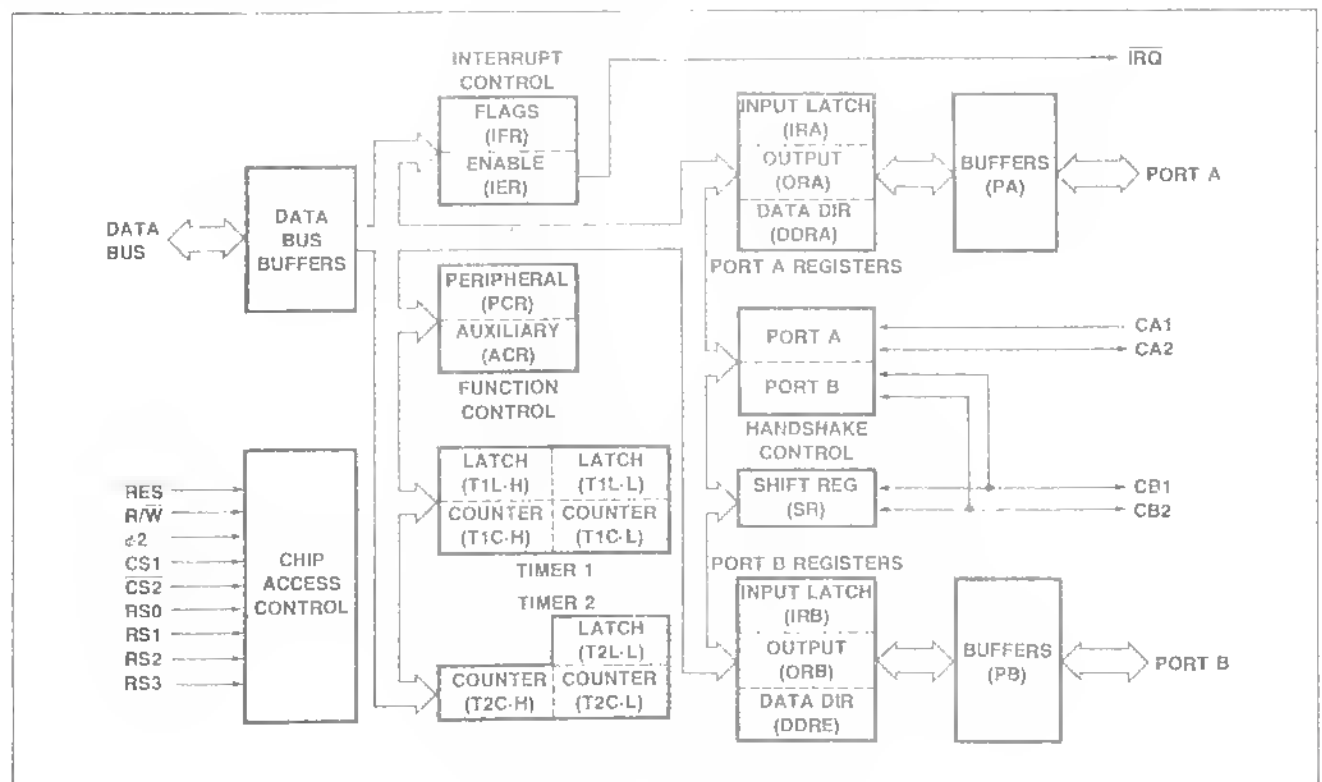 INTERRUPT
CONTROL
FLAGS
(IFR)
ENABLE
(IER)
IRQ
INPUT LATCH
(IRA)
OUTPUT
(ORA)
DATA DIR
(DDRA)
PORT A REGISTERS
BUFFERS
(PA)
PORT A
DATA
BUS
DATA
BUS
BUFFERS
PERIPHERAL
(PCR)
AUXILIARY
(ACR)
FUNCTION
CONTROL
PORT A
PORT B
HANDSHAKE
CONTROL
CA1
CA2
LATCH
(T1L-H)
LATCH
(T1L-L)
COUNTER
(T1C-H)
COUNTER
(T1C-L)
TIMER 1
SHIFT REG
(SR)
CB1
CB2
RES
R/W
ø2
CS1
CS2
RS0
RS1
RS2
RS3
CHIP
ACCESS
CONTROL
TIMER 2
LATCH
(T2L-L)
COUNTER
(T2C-H)
COUNTER
(T2C-L)
PORT B REGISTERS
INPUT LATCH
(IRB)
OUTPUT
(ORB)
DATA DIR
(DDRE)
BUFFERS
(PB)
PORT B